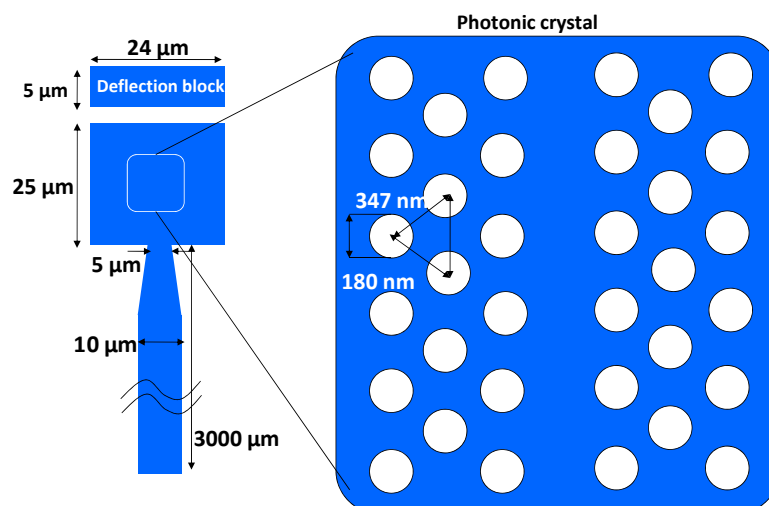 Photonic crystal
24 µm
Deflection block
5 µm
25 µm
347 nm
5 µm
180 nm
10 µm
3000 µm